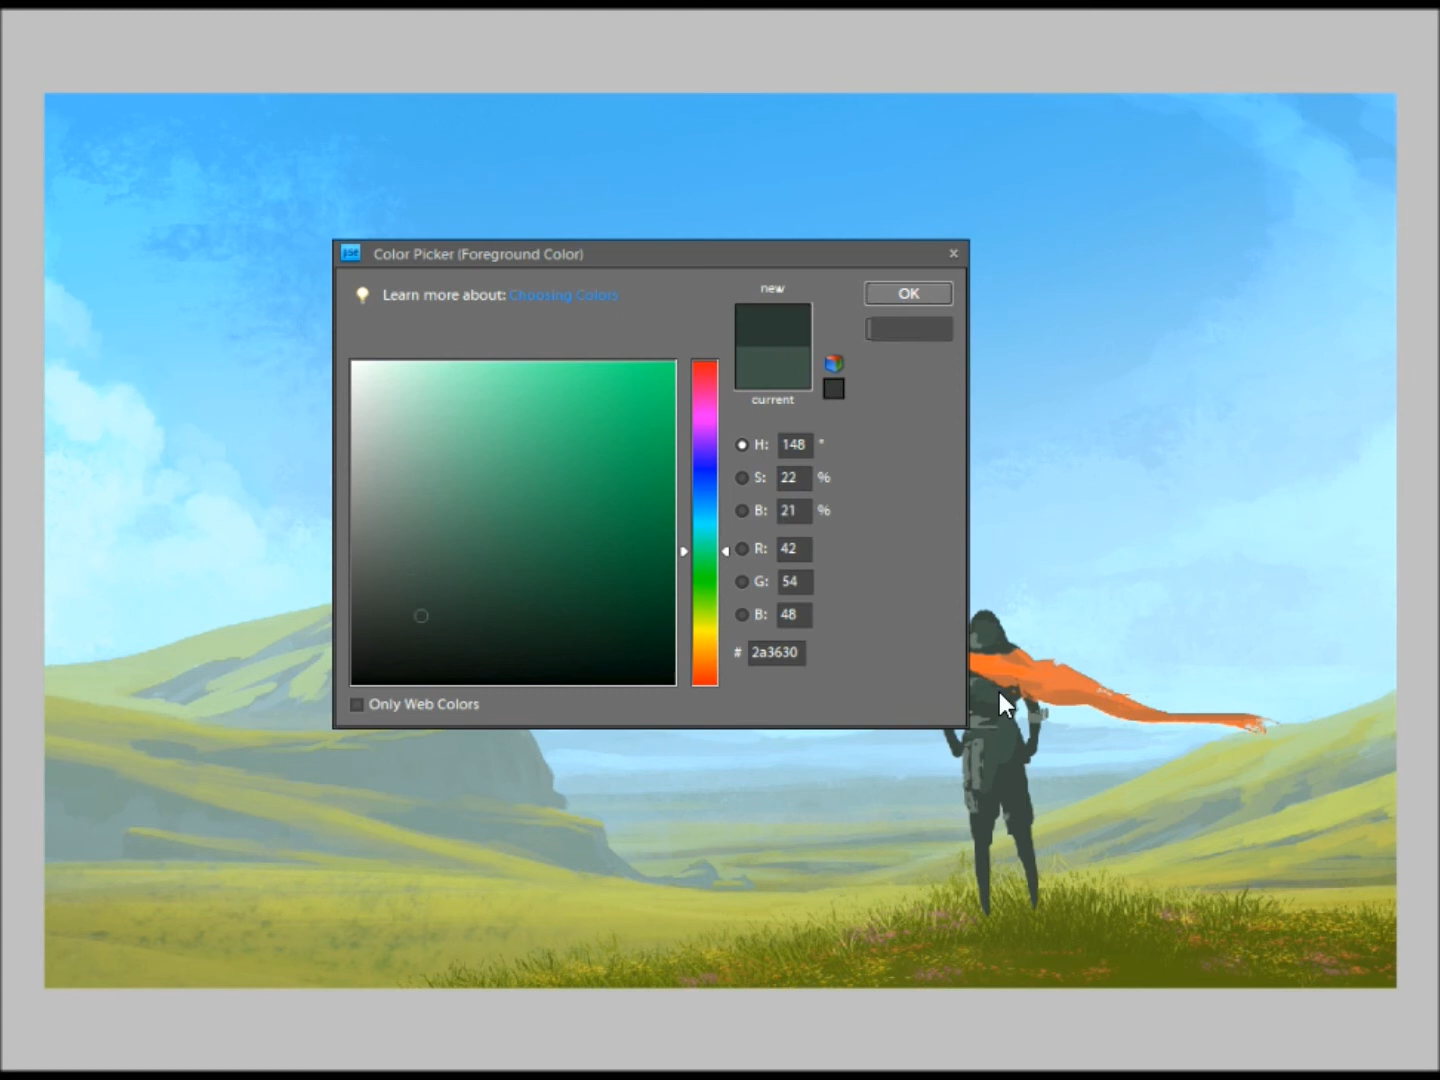 pse Color Picker (Foreground Color)
Learn more about: Choosing Colors
new
OK
current
H: 148 °
S: 22 %
B: 21 %
R: 42
G: 54
B: 48
# 2a3630
Only Web Colors